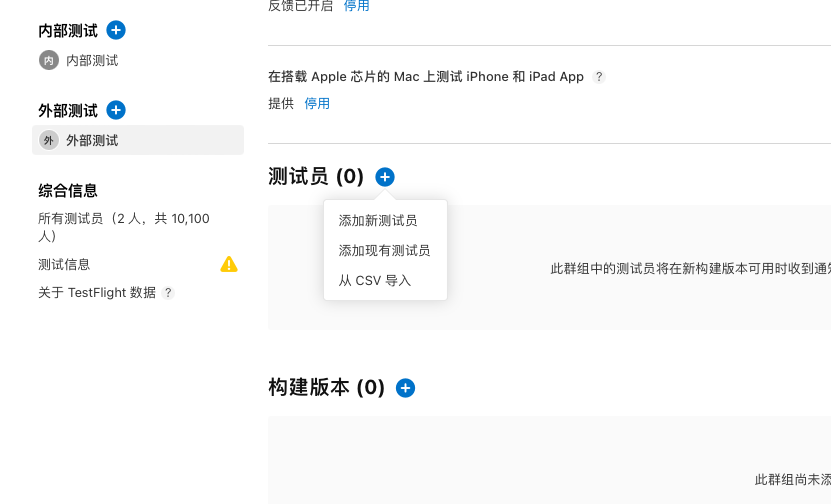 反馈已开启 停用
内部测试
内 内部测试
外部测试
外 外部测试
综合信息
所有测试员（2 人，共 10,100
人）
测试信息
关于 TestFlight 数据 ?
在搭载 Apple 芯片的 Mac 上测试 iPhone 和 iPad App ?
提供 停用
测试员 (0)
添加新测试员
添加现有测试员
从 CSV 导入
此群组中的测试员将在新构建版本可用时收到通
构建版本 (0)
此群组尚未添